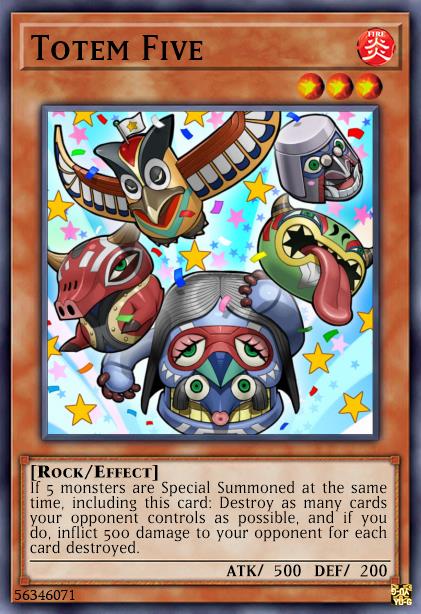 Totem Five
FIRE
炎
[Rock/Effect]
If 5 monsters are Special Summoned at the same
time, including this card: Destroy as many cards
your opponent controls as possible, and if you
do, inflict 500 damage to your opponent for each
card destroyed.
ATK/ 500 DEF/ 200
56346071